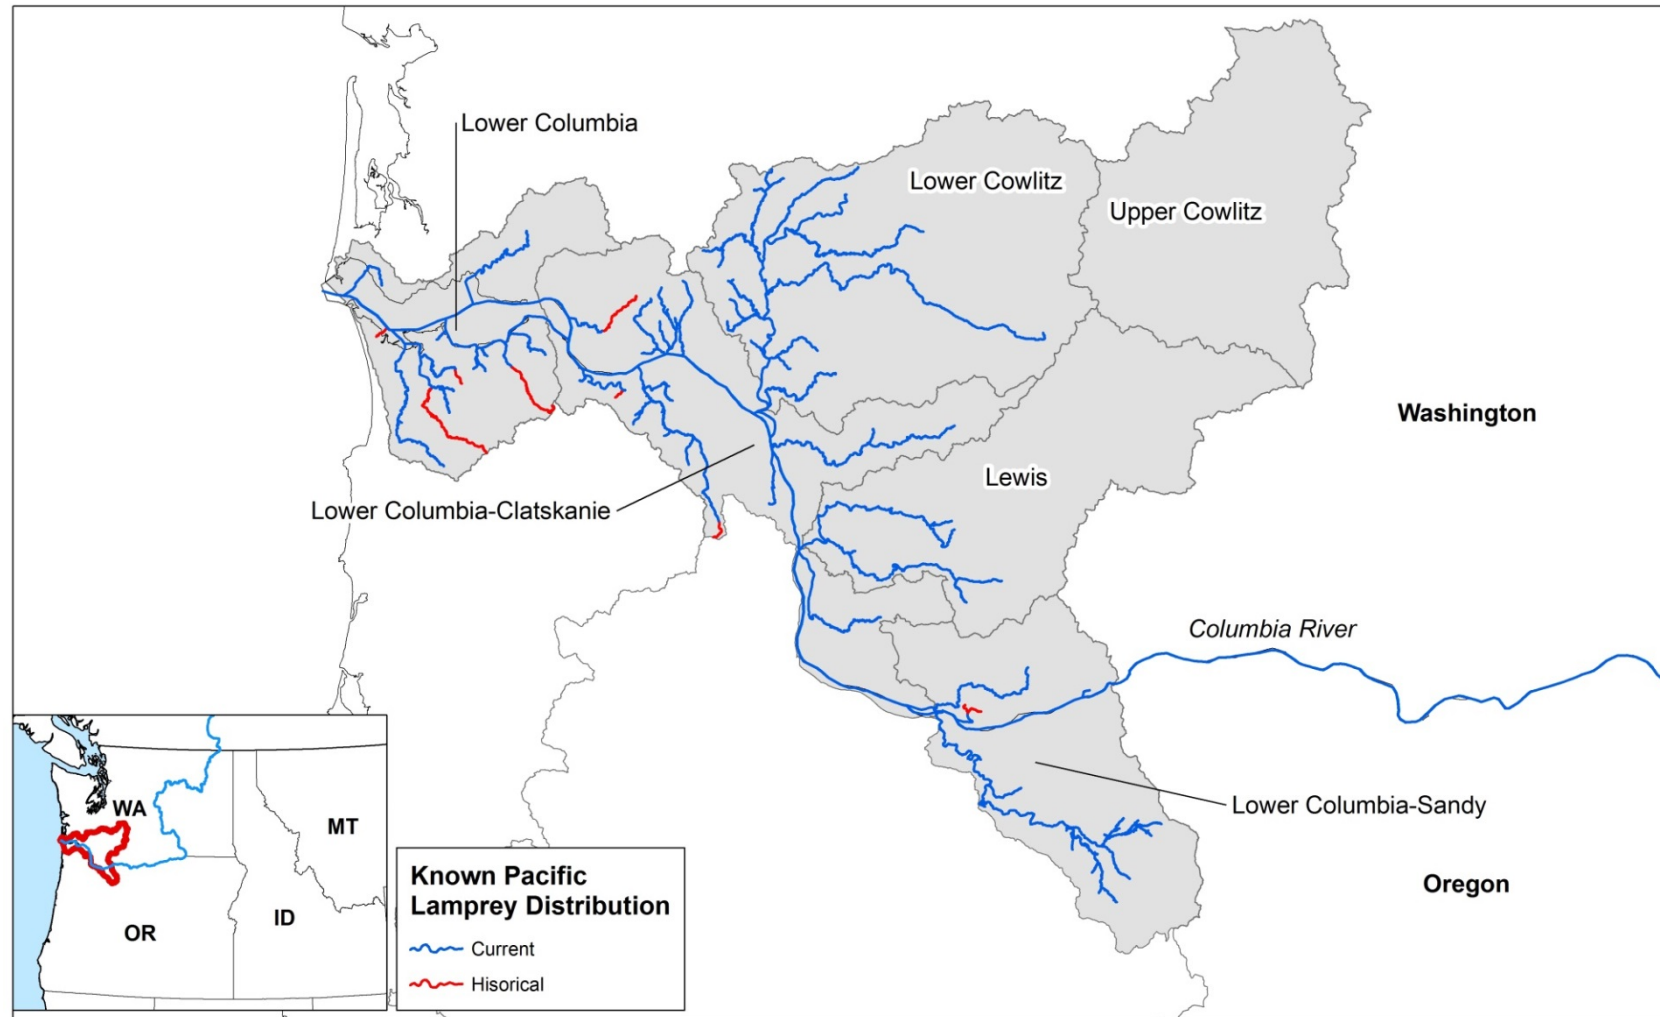 Lower Columbia
Lower Cowlitz
Upper Cowlitz
Washington
Lewis
Lower Columbia-Clatskanie
Columbia River
Lower Columbia-Sandy
Oregon
WA
MT
ID
OR
Known Pacific
Lamprey Distribution
Current
Hisorical